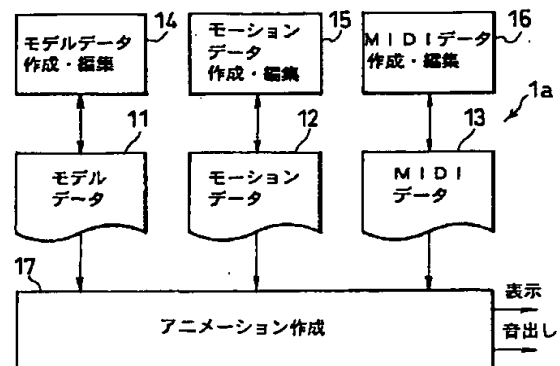 14
モデルデータ
作成・編集
15
モーション
データ
作成・編集
16
MIDIデータ
作成・編集
1a
11
モデル
データ
12
モーション
データ
13
MIDI
データ
17
アニメーション作成
表示
音出し